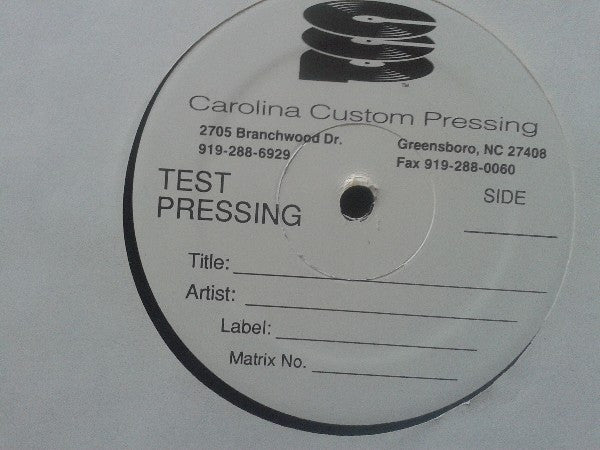 Carolina Custom Pressing
2705 Branchwood Dr. Greensboro, NC 27408
919-288-6929 Fax 919-288-0060
TEST
PRESSING
SIDE
Title:
Artist:
Label:
Matrix No.